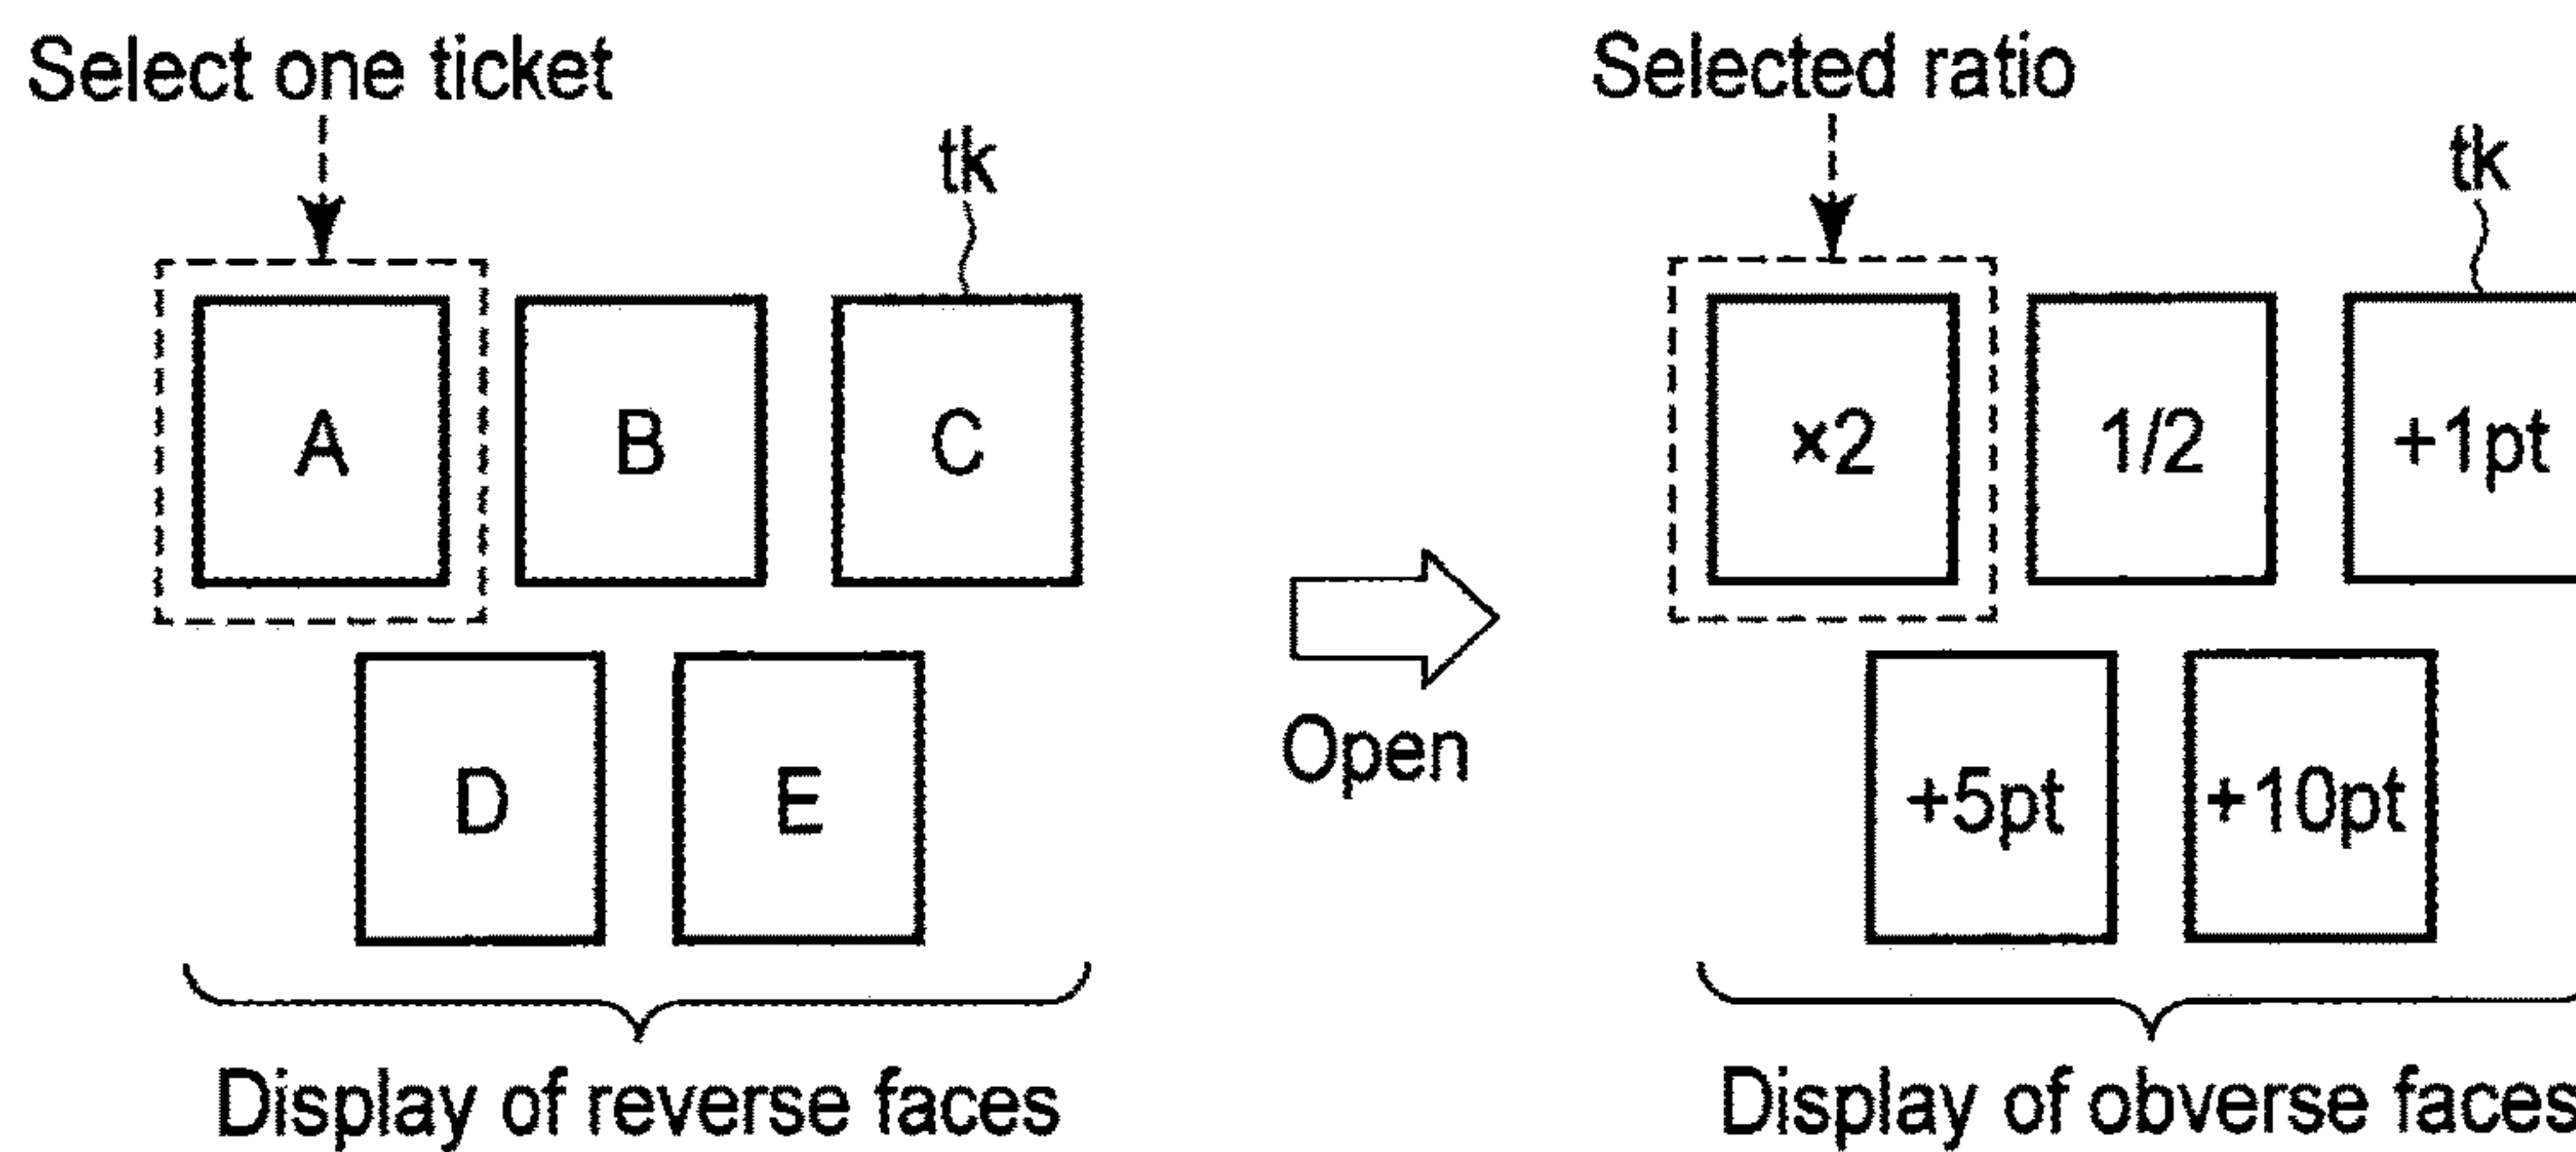 Select one ticket
Selected ratio
tk
tk
A
B
C
×2
1/2
+1pt
Open
D
E
+5pt
+10pt
Display of reverse faces
Display of obverse faces